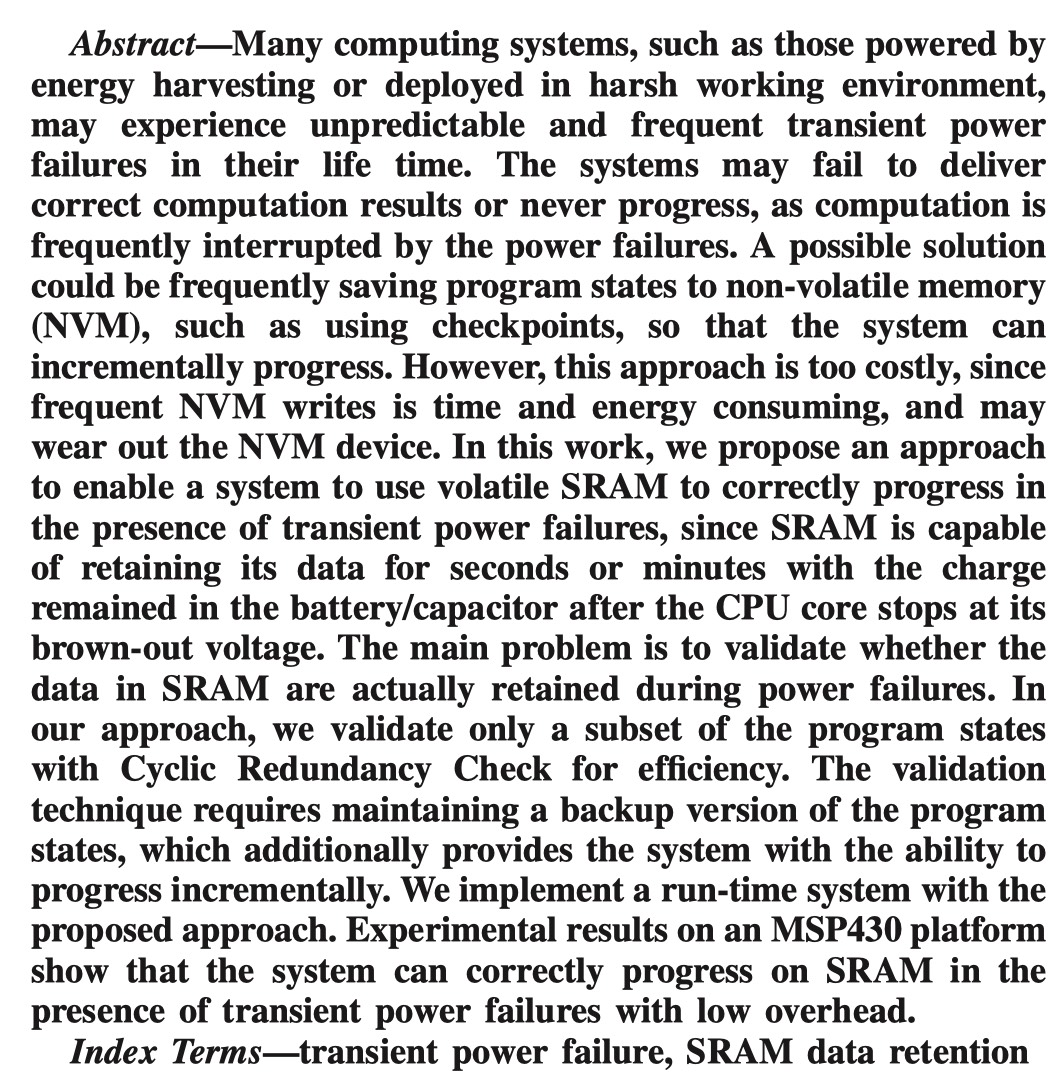 Abstract—Many computing systems, such as those powered by
energy harvesting or deployed in harsh working environment,
may experience unpredictable and frequent transient power
failures in their life time. The systems may fail to deliver
correct computation results or never progress, as computation is
frequently interrupted by the power failures. A possible solution
could be frequently saving program states to non-volatile memory
(NVM), such as using checkpoints, so that the system can
incrementally progress. However, this approach is too costly, since
frequent NVM writes is time and energy consuming, and may
wear out the NVM device. In this work, we propose an approach
to enable a system to use volatile SRAM to correctly progress in
the presence of transient power failures, since SRAM is capable
of retaining its data for seconds or minutes with the charge
remained in the battery/capacitor after the CPU core stops at its
brown-out voltage. The main problem is to validate whether the
data in SRAM are actually retained during power failures. In
our approach, we validate only a subset of the program states
with Cyclic Redundancy Check for efficiency. The validation
technique requires maintaining a backup version of the program
states, which additionally provides the system with the ability to
progress incrementally. We implement a run-time system with the
proposed approach. Experimental results on an MSP430 platform
show that the system can correctly progress on SRAM in the
presence of transient power failures with low overhead.
Index Terms—transient power failure, SRAM data retention